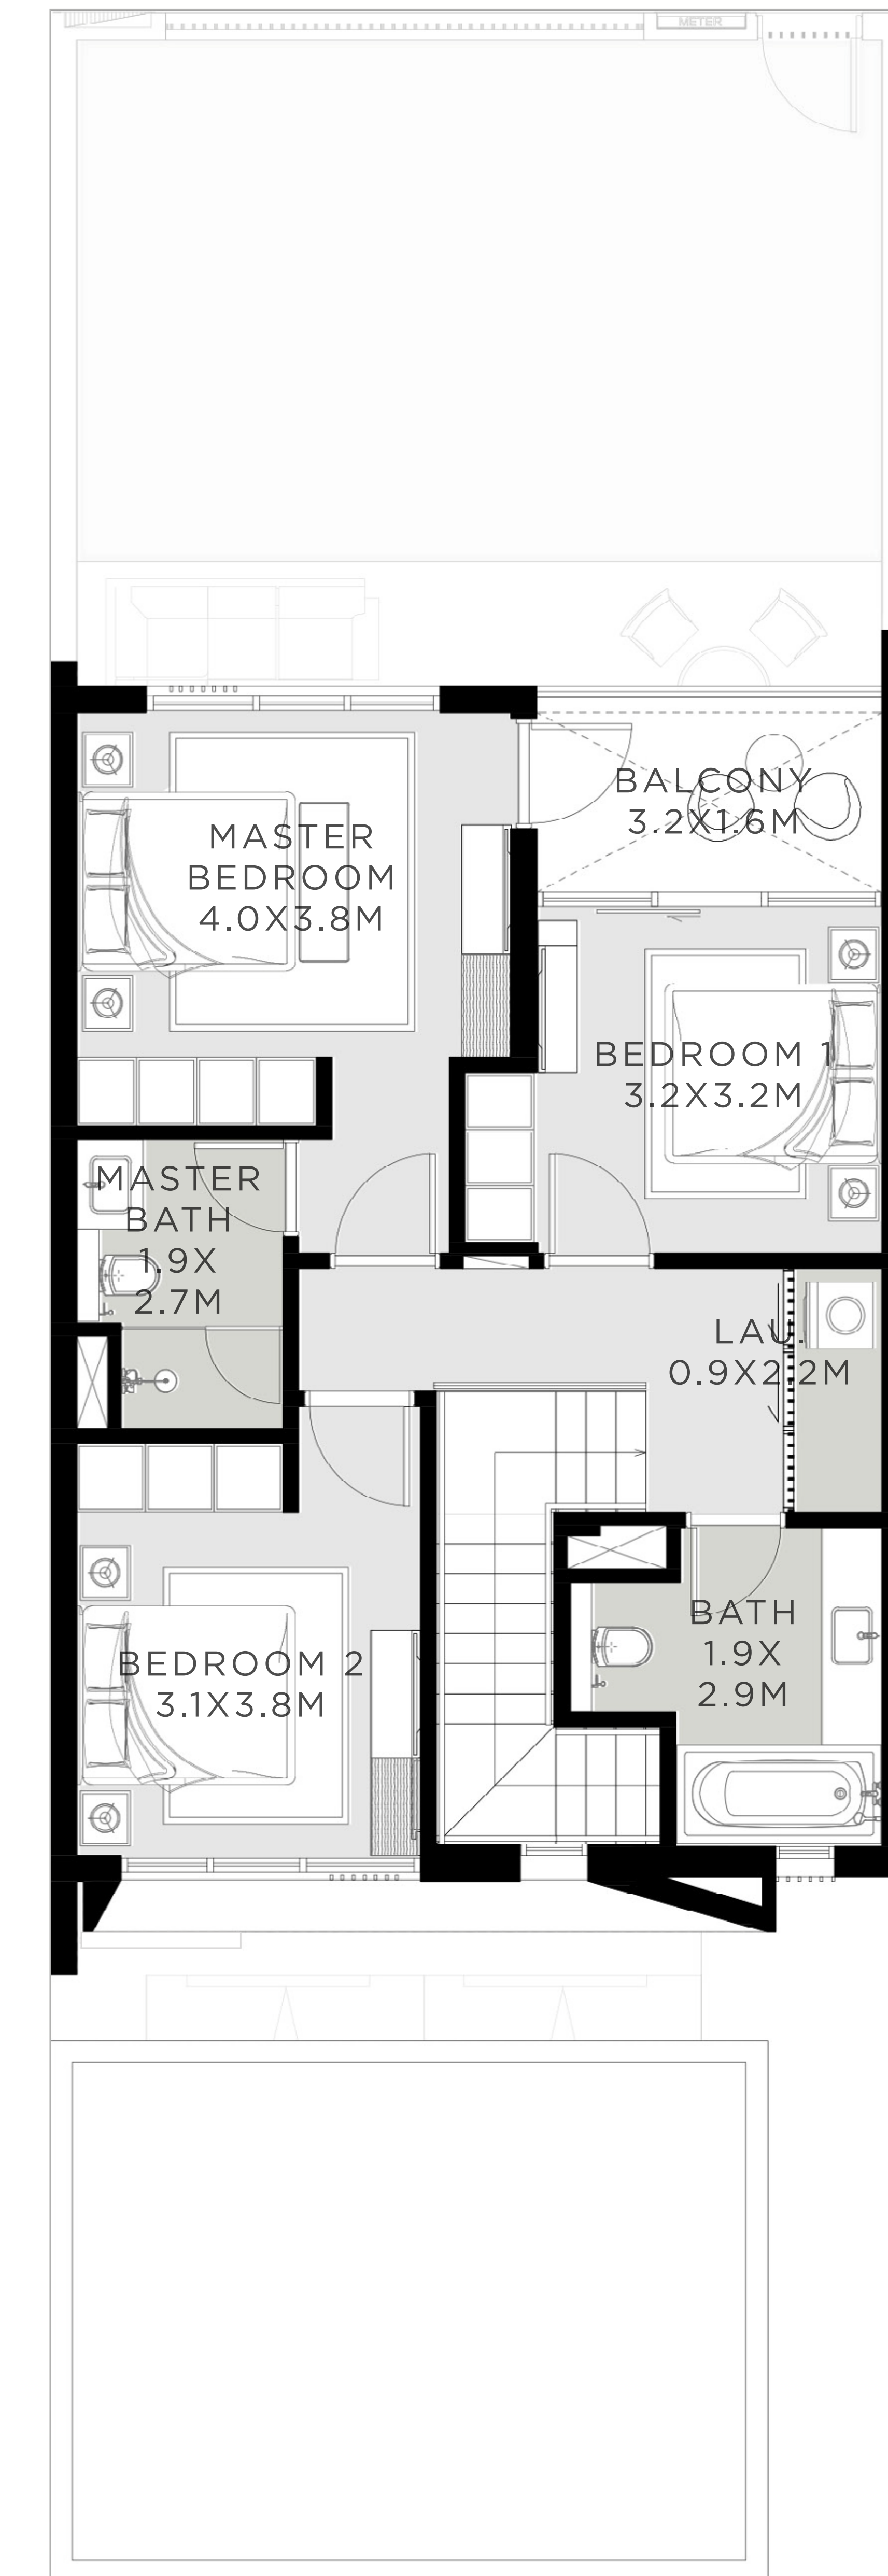 METER
BALCONY
3.2X1.6M
MASTER
BEDROOM
4.0X3.8M
BEDROOM 1
3.2X3.2M
MASTER
BATH
1.9X
2.7M
LAU.
0.9X2.2M
BATH
1.9X
2.9M
BEDROOM 2
3.1X3.8M